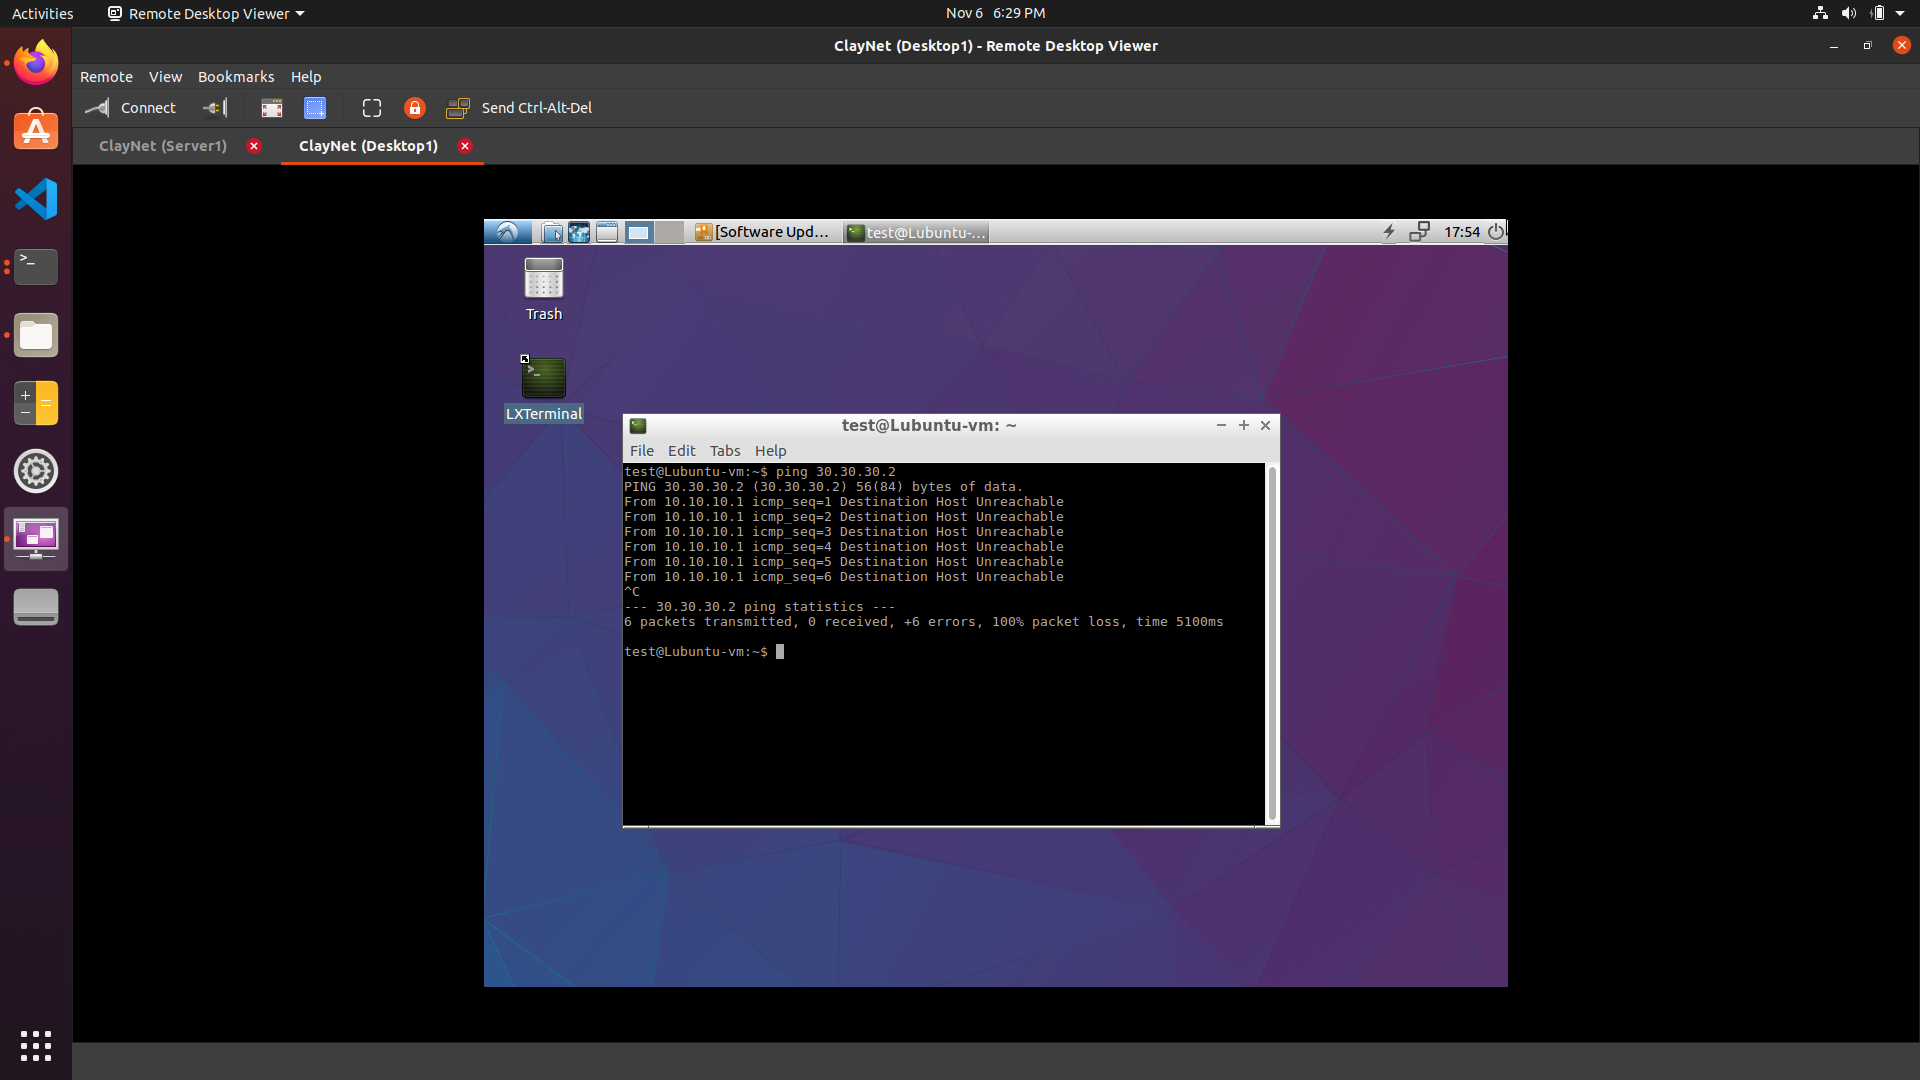 Activities
Remote Desktop Viewer
Nov 6 6:29 PM
ClayNet (Desktop1) - Remote Desktop Viewer
Remote View Bookmarks Help
Connect
Send Ctrl-Alt-Del
ClayNet (Server1)
ClayNet (Desktop1)
[Software Upd...
test@Lubuntu-...
17:54
Trash
LXTerminal
test@Lubuntu-vm: ~
File Edit Tabs Help
test@Lubuntu-vm:~$ ping 30.30.30.2
PING 30.30.30.2 (30.30.30.2) 56(84) bytes of data.
From 10.10.10.1 icmp_seq=1 Destination Host Unreachable
From 10.10.10.1 icmp_seq=2 Destination Host Unreachable
From 10.10.10.1 icmp_seq=3 Destination Host Unreachable
From 10.10.10.1 icmp_seq=4 Destination Host Unreachable
From 10.10.10.1 icmp_seq=5 Destination Host Unreachable
From 10.10.10.1 icmp_seq=6 Destination Host Unreachable
^C
--- 30.30.30.2 ping statistics ---
6 packets transmitted, 0 received, +6 errors, 100% packet loss, time 5100ms
test@Lubuntu-vm:~$